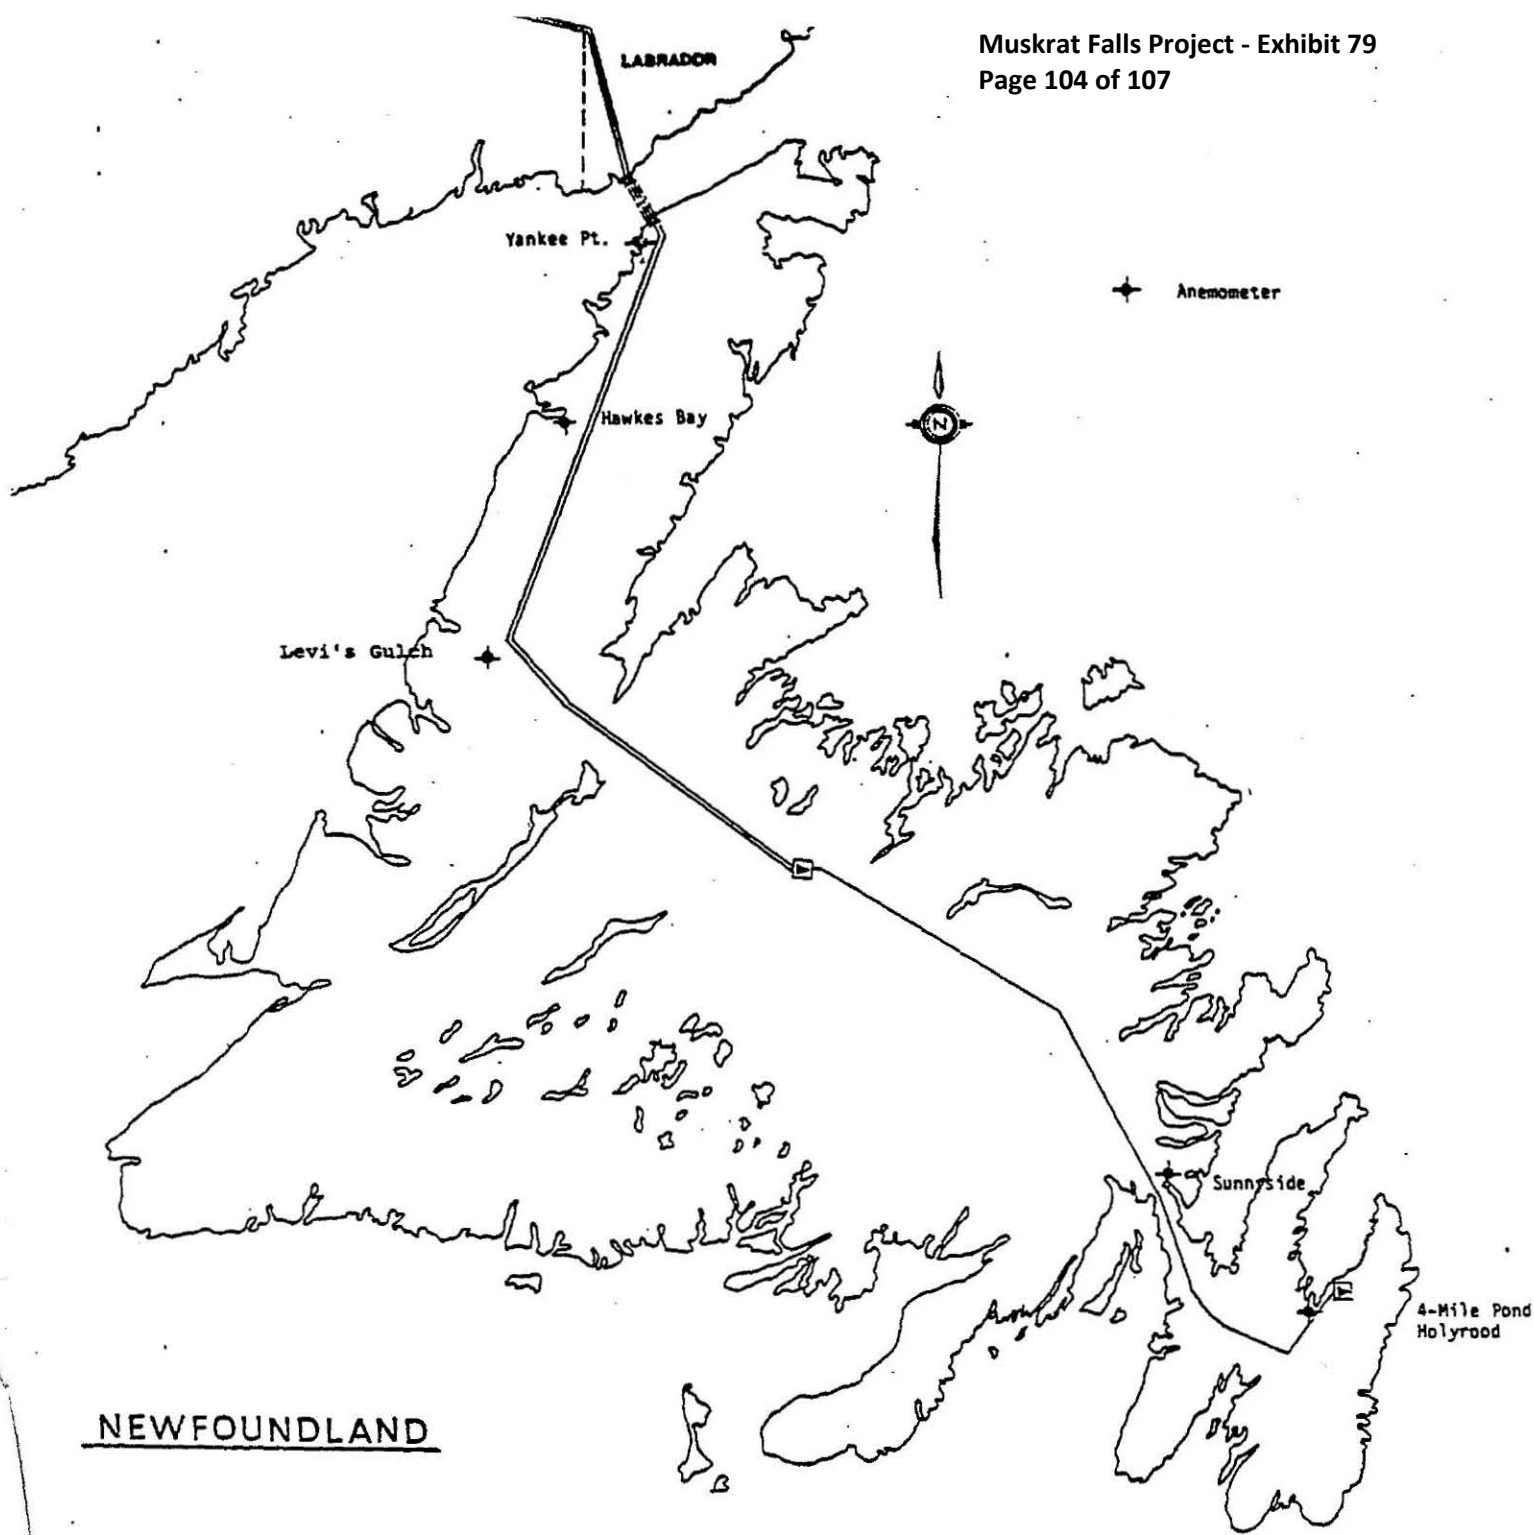 Muskrat Falls Project - Exhibit 79
Page 104 of 107
LABRADOR
Yankee Pt.
Anemometer
Hawkes Bay
N
Levi's Gulch
Sunnyside
4-Mile Pond
Holyrood
NEWFOUNDLAND